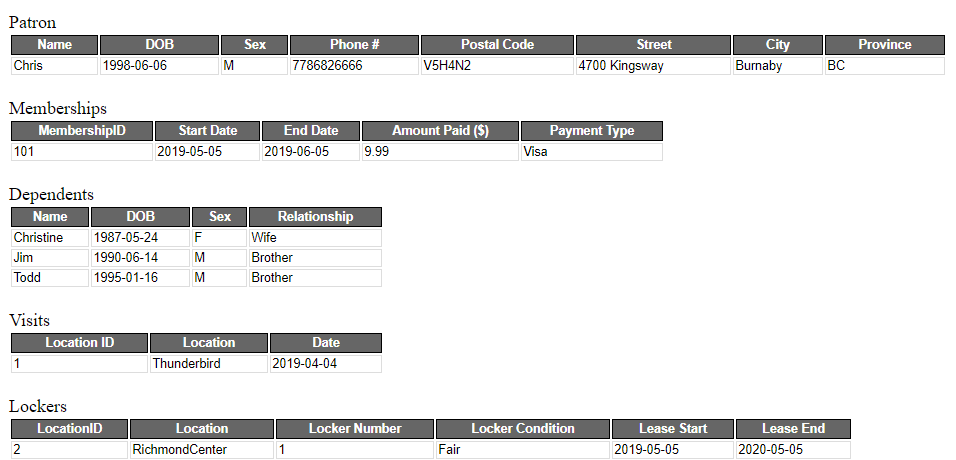 Patron
Name DOB Sex Phone # Postal Code Street City Province
Chris 1998-06-06 M 7786826666 V5H4N2 4700 Kingsway Burnaby BC
Memberships
MembershipID Start Date End Date Amount Paid ($) Payment Type
101 2019-05-05 2019-06-05 9.99 Visa
Dependents
Name DOB Sex Relationship
Christine 1987-05-24 F Wife
Jim 1990-06-14 M Brother
Todd 1995-01-16 M Brother
Visits
Location ID Location Date
1 Thunderbird 2019-04-04
Lockers
LocationID Location Locker Number Locker Condition Lease Start Lease End
2 RichmondCenter 1 Fair 2019-05-05 2020-05-05